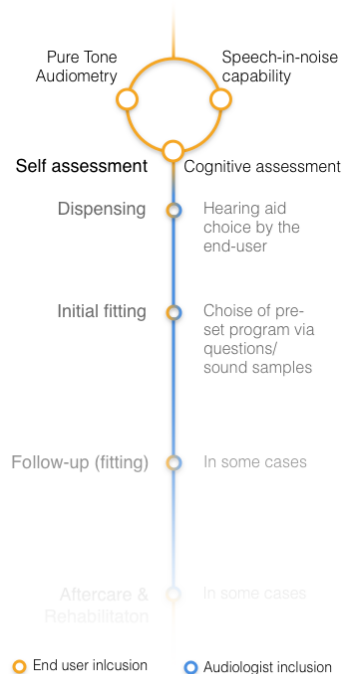 Pure Tone
Audiometry
Speech-in-noise
capability
Self assessment
Cognitive assessment
Dispensing
Hearing aid
choice by the
end-user
Initial fitting
Choise of pre-
set program via
questions/
sound samples
Follow-up (fitting)
In some cases
Aftercare &
Rehabilitaton
In some cases
End user inlcusion
Audiologist inclusion